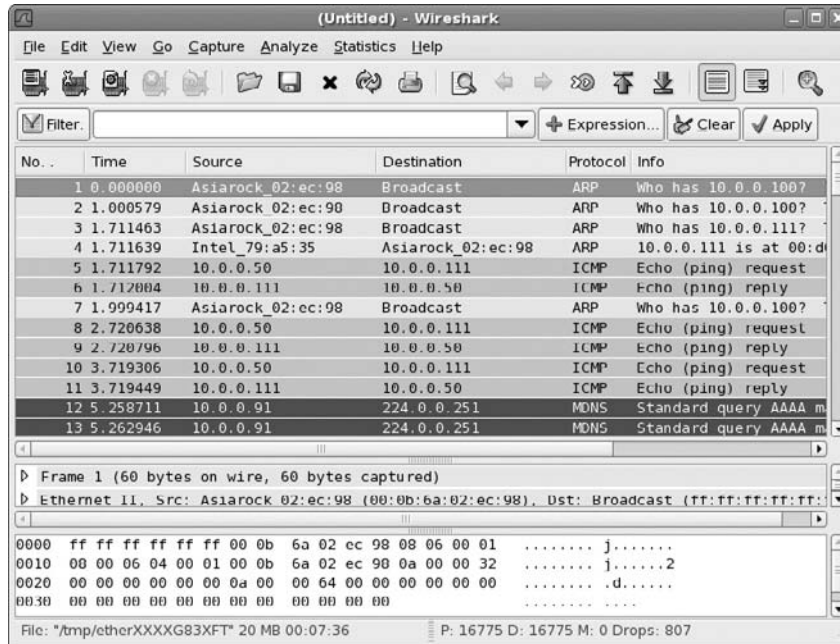 (Untitled) - Wireshark
File Edit View Go Capture Analyze Statistics Help
Filter: Expression... Clear Apply
No. . Time Source Destination Protocol Info
1 0.000000 Asiarock_02:ec:98 Broadcast ARP Who has 10.0.0.100?
2 1.000579 Asiarock_02:ec:98 Broadcast ARP Who has 10.0.0.100?
3 1.711463 Asiarock_02:ec:98 Broadcast ARP Who has 10.0.0.111?
4 1.711639 Intel_79:a5:35 Asiarock_02:ec:98 ARP 10.0.0.111 is at
5 1.711792 10.0.0.50 10.0.0.111 ICMP Echo (ping) request
6 1.712004 10.0.0.111 10.0.0.50 ICMP Echo (ping) reply
7 1.999417 Asiarock_02:ec:98 Broadcast ARP Who has 10.0.0.100?
8 2.720638 10.0.0.50 10.0.0.111 ICMP Echo (ping) request
9 2.720796 10.0.0.111 10.0.0.50 ICMP Echo (ping) reply
10 3.719306 10.0.0.50 10.0.0.111 ICMP Echo (ping) request
11 3.719449 10.0.0.111 10.0.0.50 ICMP Echo (ping) reply
12 5.258711 10.0.0.91 224.0.0.251 MDNS Standard query AAAA
13 5.262946 10.0.0.91 224.0.0.251 MDNS Standard query AAAA
Frame 1 (60 bytes on wire, 60 bytes captured)
Ethernet II, Src: Asiarock_02:ec:98 (00:0b:6a:02:ec:98), Dst: Broadcast (ff:ff:ff:ff:ff:
0000 ff ff ff ff ff ff 00 0b 6a 02 ec 98 08 06 00 01 ........ j.......
0010 08 00 06 04 00 01 00 0b 6a 02 ec 98 0a 00 00 32 ........ j......2
0020 00 00 00 00 00 00 0a 00 00 64 00 00 00 00 00 00 ........ .d......
0030 00 00 00 00 00 00 00 00 00 00 00 00 ........ ....
File: "/tmp/etherXXXXG83XFT" 20 MB 00:07:36 P: 16775 D: 16775 M: 0 Drops: 807